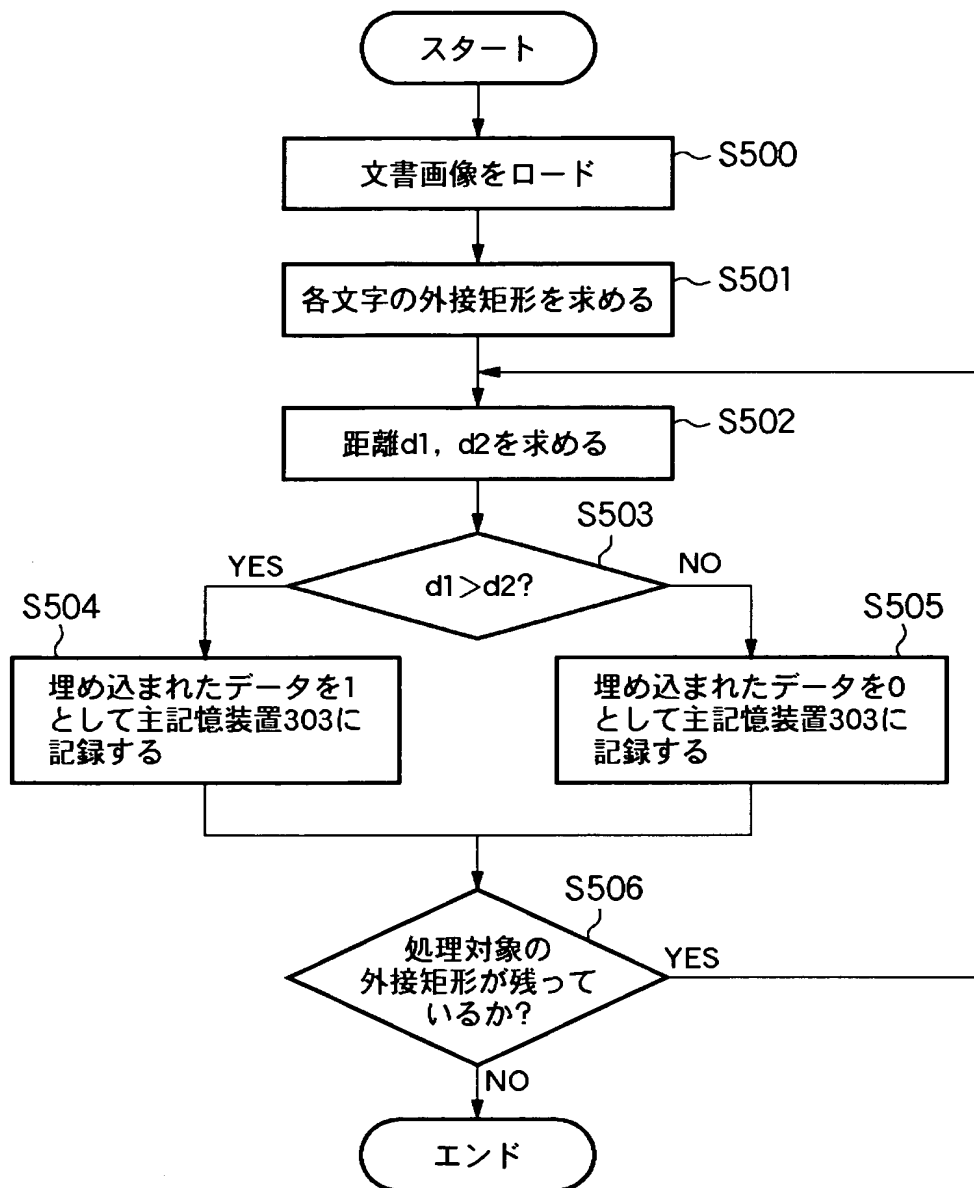 スタート
文書画像をロード
S500
各文字の外接矩形を求める
S501
距離d1，d2を求める
S502
S503
d1＞d2?
YES
NO
S504
埋め込まれたデータを1
として主記憶装置303に
記録する
S505
埋め込まれたデータを0
として主記憶装置303に
記録する
S506
処理対象の
外接矩形が残って
いるか?
YES
NO
エンド